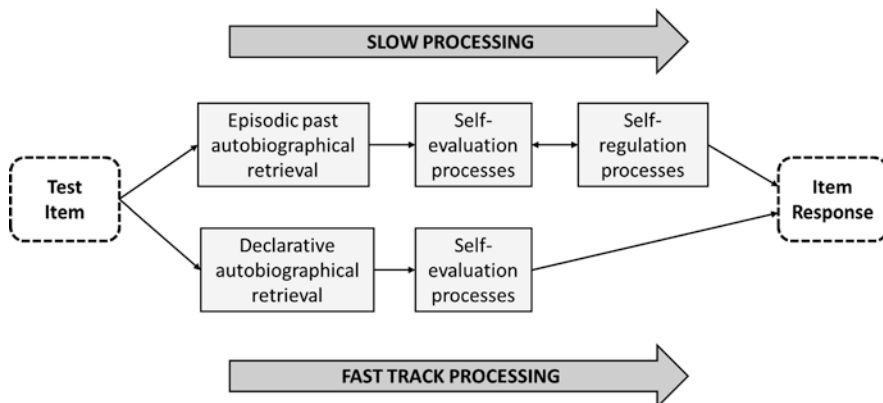 SLOW PROCESSING
Episodic past
autobiographical
retrieval
Self-
evaluation
processes
Self-
regulation
processes
Test
Item
Item
Response
Declarative
autobiographical
retrieval
Self-
evaluation
processes
FAST TRACK PROCESSING